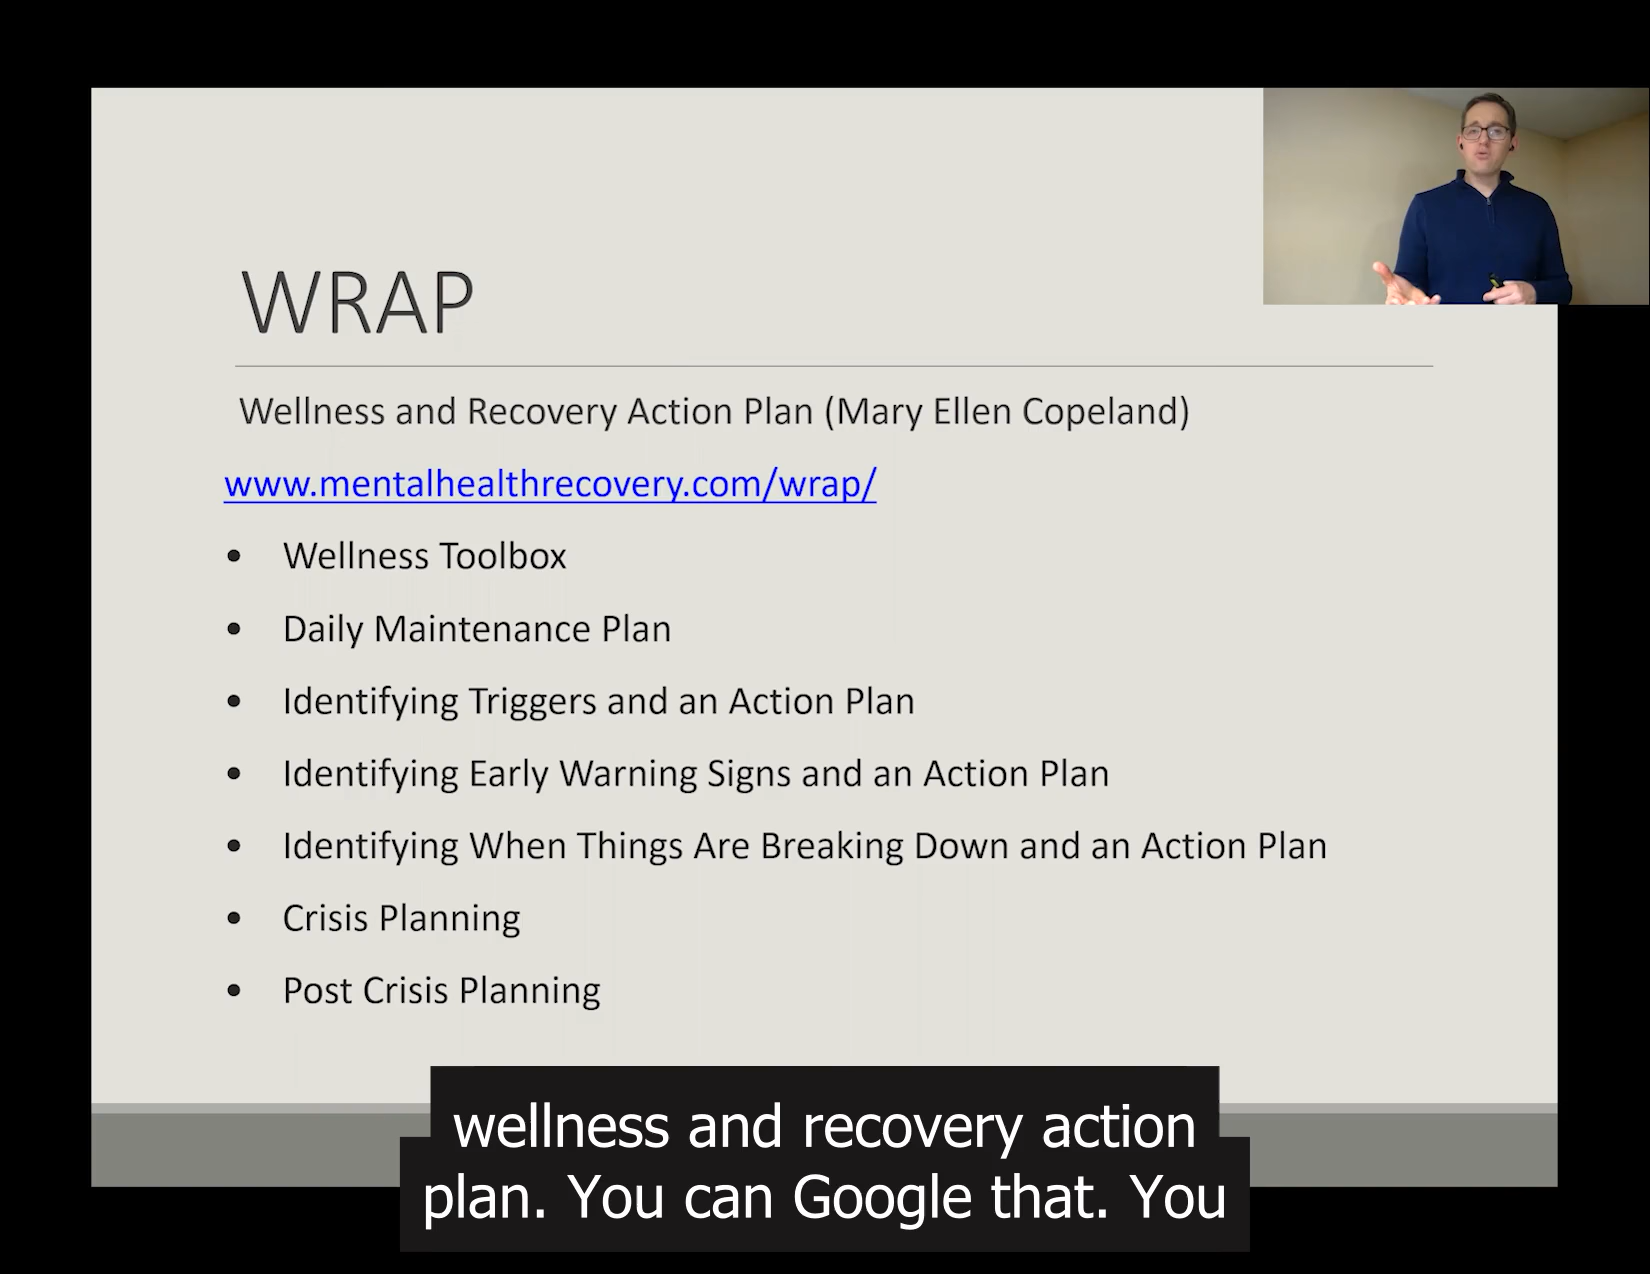 WRAP
Wellness and Recovery Action Plan (Mary Ellen Copeland)
www.mentalhealthrecovery.com/wrap/
• Wellness Toolbox
• Daily Maintenance Plan
• Identifying Triggers and an Action Plan
• Identifying Early Warning Signs and an Action Plan
• Identifying When Things Are Breaking Down and an Action Plan
• Crisis Planning
• Post Crisis Planning
wellness and recovery action
plan. You can Google that. You